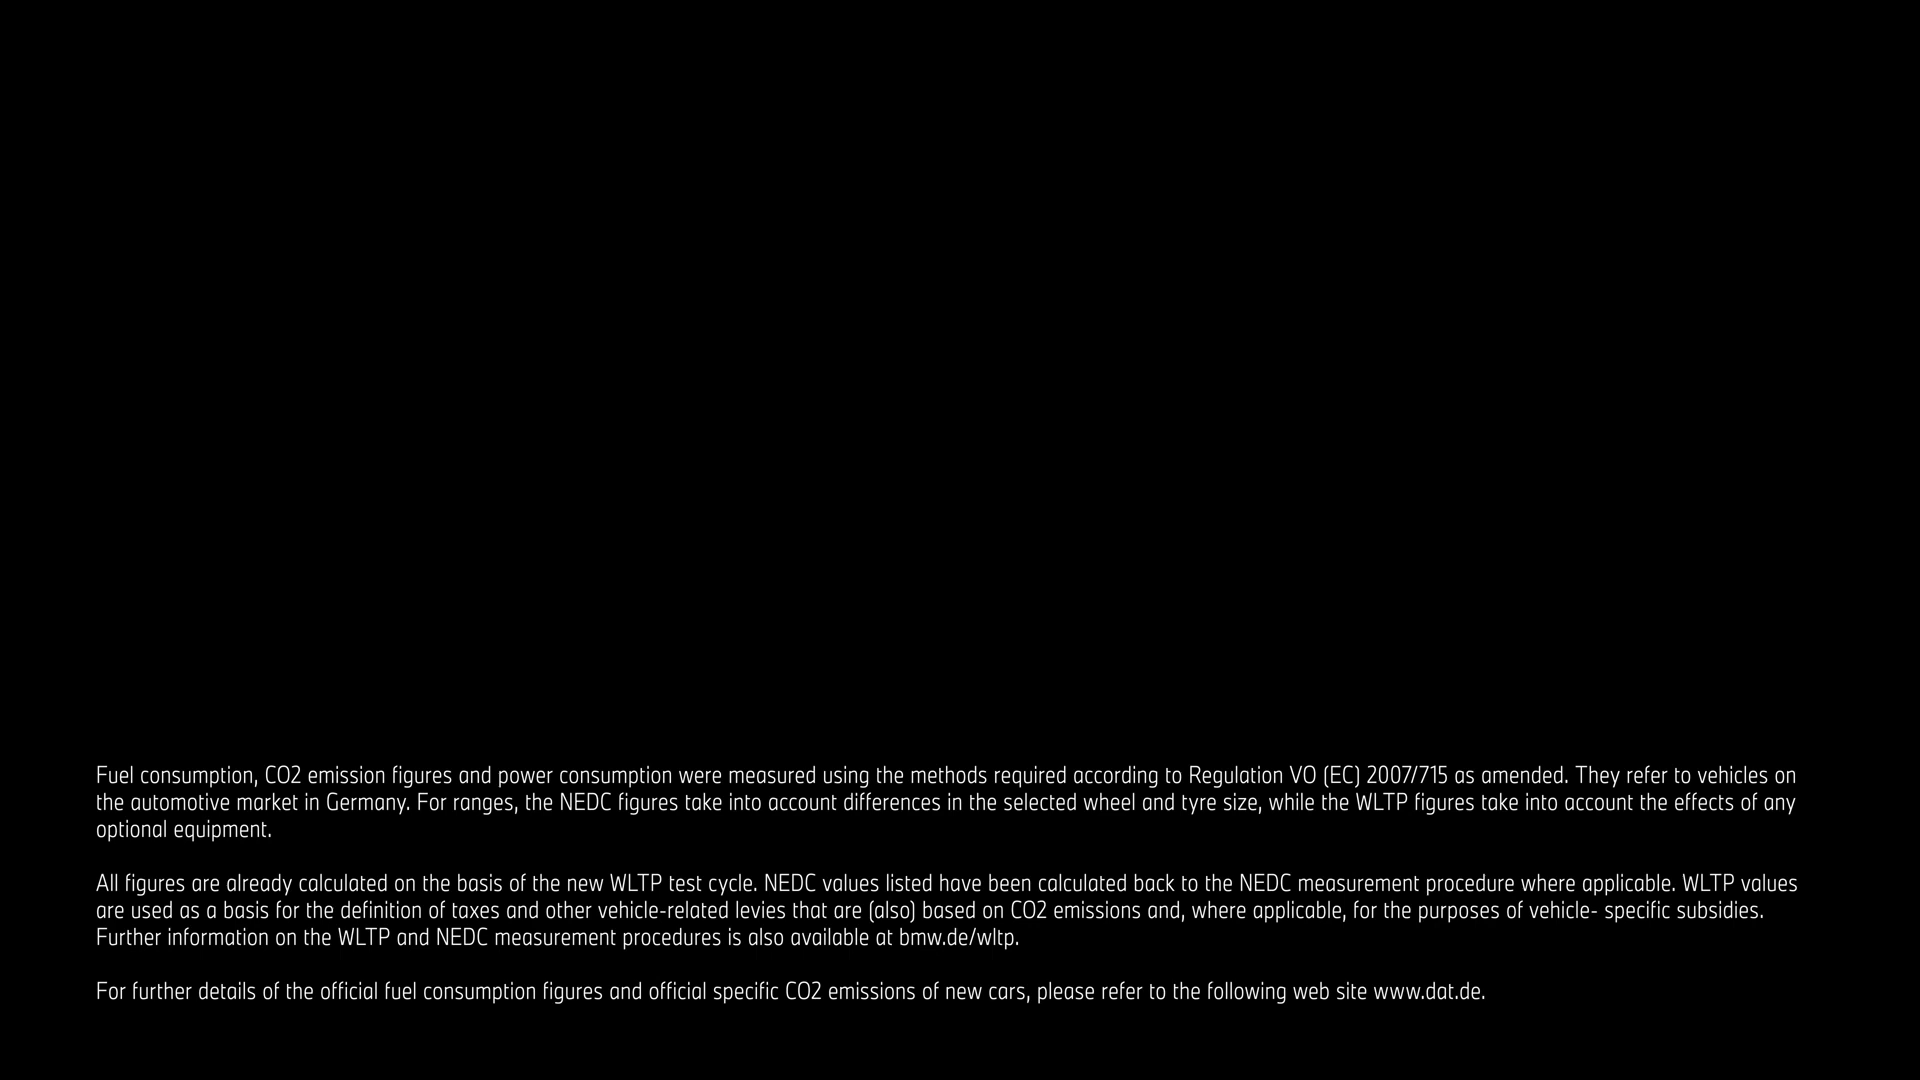 Fuel consumption, CO2 emission figures and power consumption were measured using the methods required according to Regulation VO (EC) 2007/715 as amended. They refer to vehicles on
the automotive market in Germany. For ranges, the NEDC figures take into account differences in the selected wheel and tyre size, while the WLTP figures take into account the effects of any
optional equipment.
All figures are already calculated on the basis of the new WLTP test cycle. NEDC values listed have been calculated back to the NEDC measurement procedure where applicable. WLTP values
are used as a basis for the definition of taxes and other vehicle-related levies that are (also) based on CO2 emissions and, where applicable, for the purposes of vehicle- specific subsidies.
Further information on the WLTP and NEDC measurement procedures is also available at bmw.de/wltp.
For further details of the official fuel consumption figures and official specific CO2 emissions of new cars, please refer to the following web site www.dat.de.